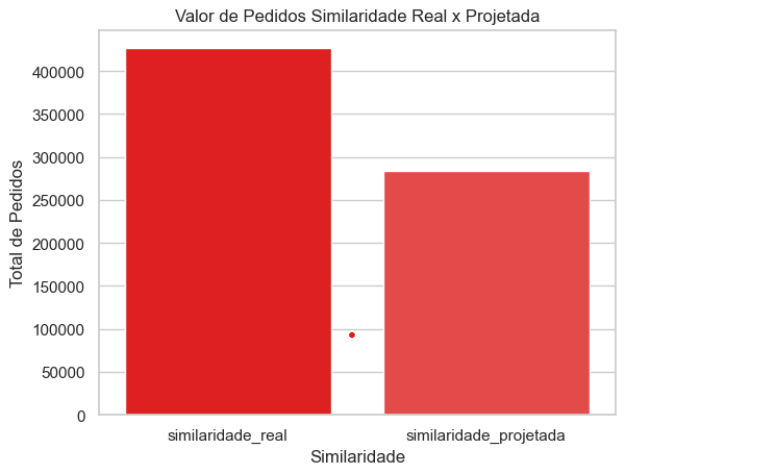 Valor de Pedidos Similaridade Real x Projetada
Total de Pedidos
400000
350000
300000
250000
200000
150000
100000
50000
0
similaridade_real
similaridade_projetada
Similaridade